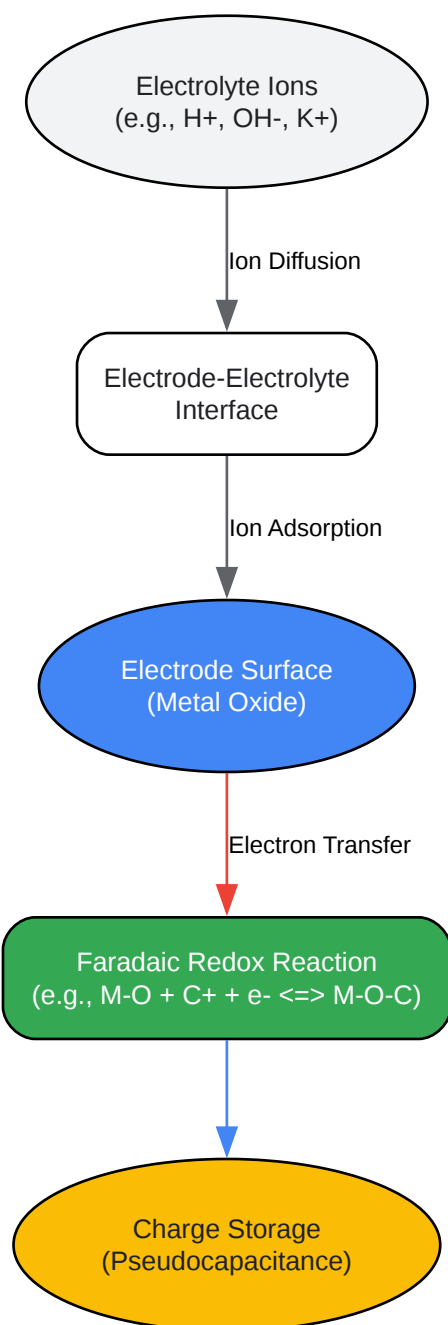 Electrolyte Ions
(e.g., H+, OH-, K+)
Ion Diffusion
Electrode-Electrolyte
Interface
Ion Adsorption
Electrode Surface
(Metal Oxide)
Electron Transfer
Faradaic Redox Reaction
(e.g., M-O + C+ + e- <=> M-O-C)
Charge Storage
(Pseudocapacitance)